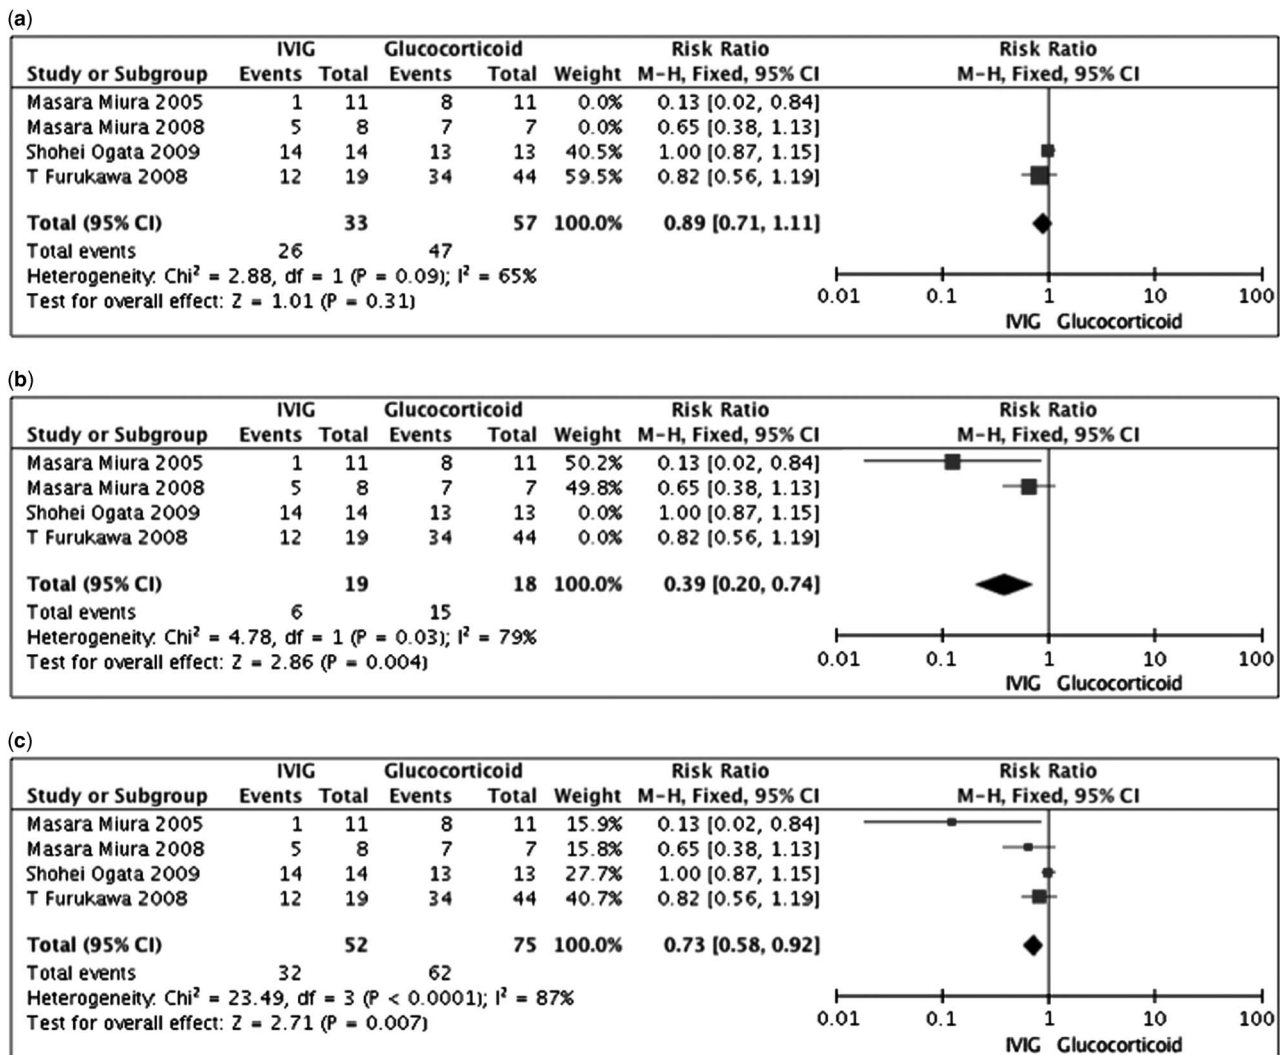 (a)
IVIG Glucocorticoid Risk Ratio Risk Ratio
Study or Subgroup Events Total Events Total Weight M-H, Fixed, 95% CI M-H, Fixed, 95% CI
Masara Miura 2005 1 11 8 11 0.0% 0.13 [0.02, 0.84]
Masara Miura 2008 5 8 7 7 0.0% 0.65 [0.38, 1.13]
Shohei Ogata 2009 14 14 13 13 40.5% 1.00 [0.87, 1.15]
T Furukawa 2008 12 19 34 44 59.5% 0.82 [0.56, 1.19]
Total (95% CI) 33 57 100.0% 0.89 [0.71, 1.11]
Total events 26 47
Heterogeneity: Chi² = 2.88, df = 1 (P = 0.09); I² = 65%
Test for overall effect: Z = 1.01 (P = 0.31)
0.01 0.1 1 10 100
IVIG Glucocorticoid
(b)
IVIG Glucocorticoid Risk Ratio Risk Ratio
Study or Subgroup Events Total Events Total Weight M-H, Fixed, 95% CI M-H, Fixed, 95% CI
Masara Miura 2005 1 11 8 11 50.2% 0.13 [0.02, 0.84]
Masara Miura 2008 5 8 7 7 49.8% 0.65 [0.38, 1.13]
Shohei Ogata 2009 14 14 13 13 0.0% 1.00 [0.87, 1.15]
T Furukawa 2008 12 19 34 44 0.0% 0.82 [0.56, 1.19]
Total (95% CI) 19 18 100.0% 0.39 [0.20, 0.74]
Total events 6 15
Heterogeneity: Chi² = 4.78, df = 1 (P = 0.03); I² = 79%
Test for overall effect: Z = 2.86 (P = 0.004)
0.01 0.1 1 10 100
IVIG Glucocorticoid
(c)
IVIG Glucocorticoid Risk Ratio Risk Ratio
Study or Subgroup Events Total Events Total Weight M-H, Fixed, 95% CI M-H, Fixed, 95% CI
Masara Miura 2005 1 11 8 11 15.9% 0.13 [0.02, 0.84]
Masara Miura 2008 5 8 7 7 15.8% 0.65 [0.38, 1.13]
Shohei Ogata 2009 14 14 13 13 27.7% 1.00 [0.87, 1.15]
T Furukawa 2008 12 19 34 44 40.7% 0.82 [0.56, 1.19]
Total (95% CI) 52 75 100.0% 0.73 [0.58, 0.92]
Total events 32 62
Heterogeneity: Chi² = 23.49, df = 3 (P < 0.0001); I² = 87%
Test for overall effect: Z = 2.71 (P = 0.007)
0.01 0.1 1 10 100
IVIG Glucocorticoid